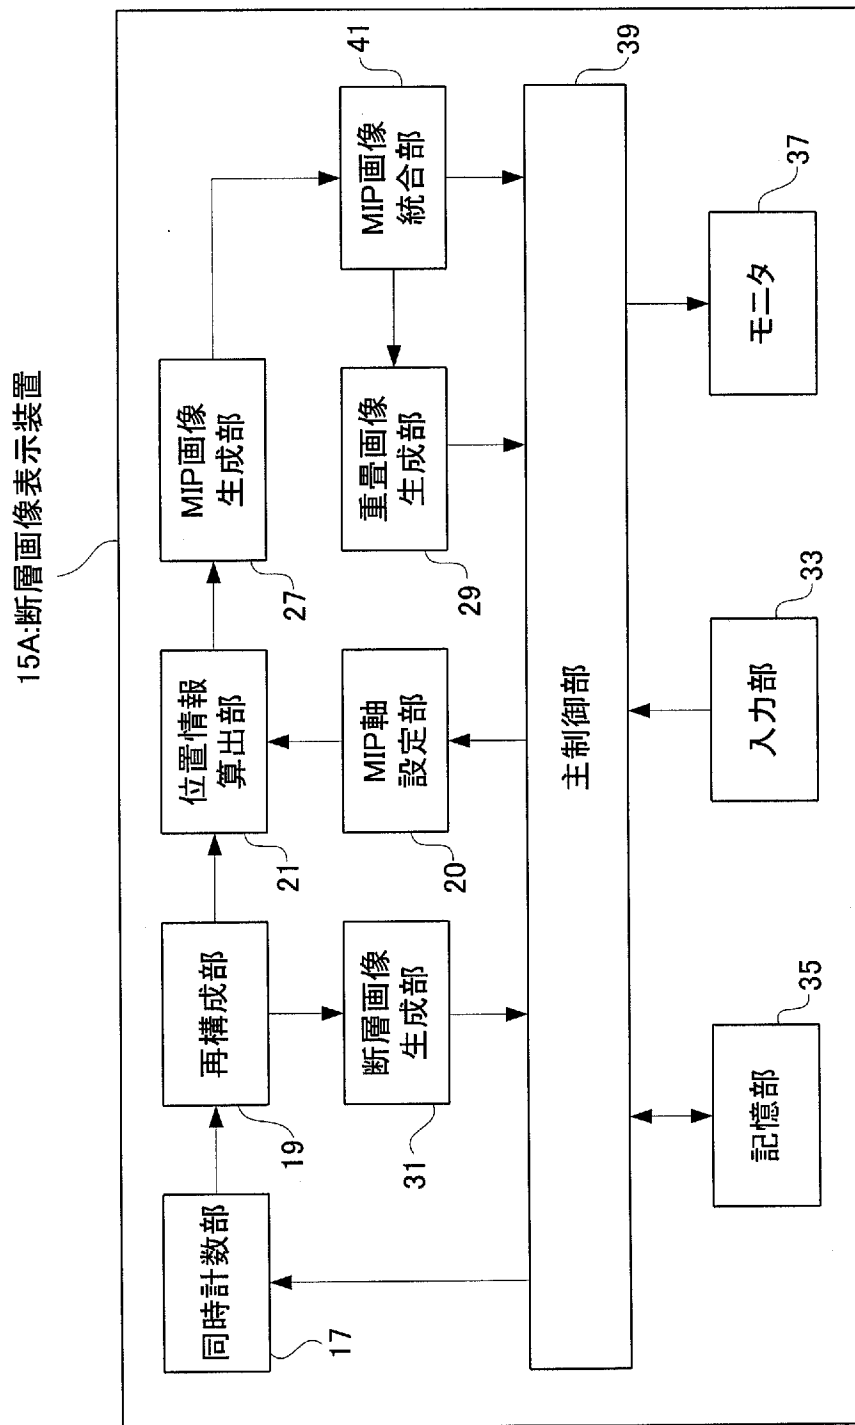 15A:断層画像表示装置
同時計数部
17
再構成部
19
位置情報
算出部
21
MIP画像
生成部
27
断層画像
生成部
31
MIP軸
設定部
20
重畳画像
生成部
29
MIP画像
統合部
41
主制御部
39
記憶部
35
入力部
33
モニタ
37